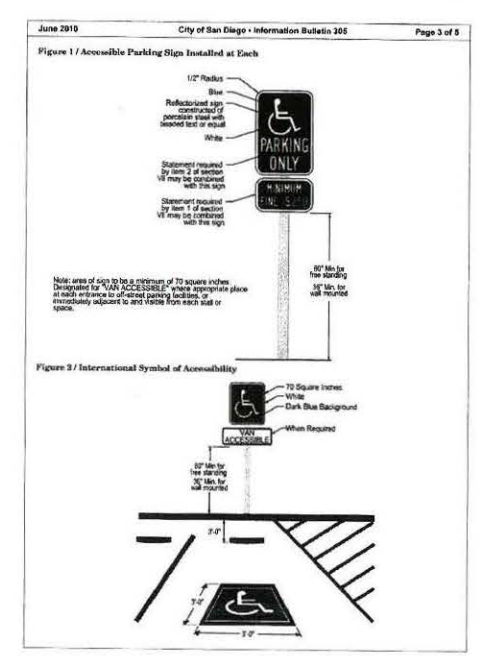 June 2010 City of San Diego • Information Bulletin 305 Page 3 of 5
Figure 1 / Accessible Parking Sign Installed at Each
1/2" Radius
Blue
Reflectorized sign
constructed of
porcelain steel with
beaded text or equal
White
Statement required
by item 2 of section
VII may be combined
with this sign
Statement required
by item 1 of section
VII may be combined
with this sign
PARKING
ONLY
MINIMUM
FINE
80" Min for
free standing
36" Min. for
wall mounted
Note: area of sign to be a minimum of 70 square inches
Designated for "VAN ACCESSIBLE" where appropriate place
at each entrance to off-street parking facilities, or
immediately adjacent to and visible from each stall or
space.
Figure 2 / International Symbol of Accessibility
70 Square Inches
White
Dark Blue Background
When Required
VAN
ACCESSIBLE
80" Min for
free standing
36" Min. for
wall mounted
3'-0"
3'-0"
3'-0"